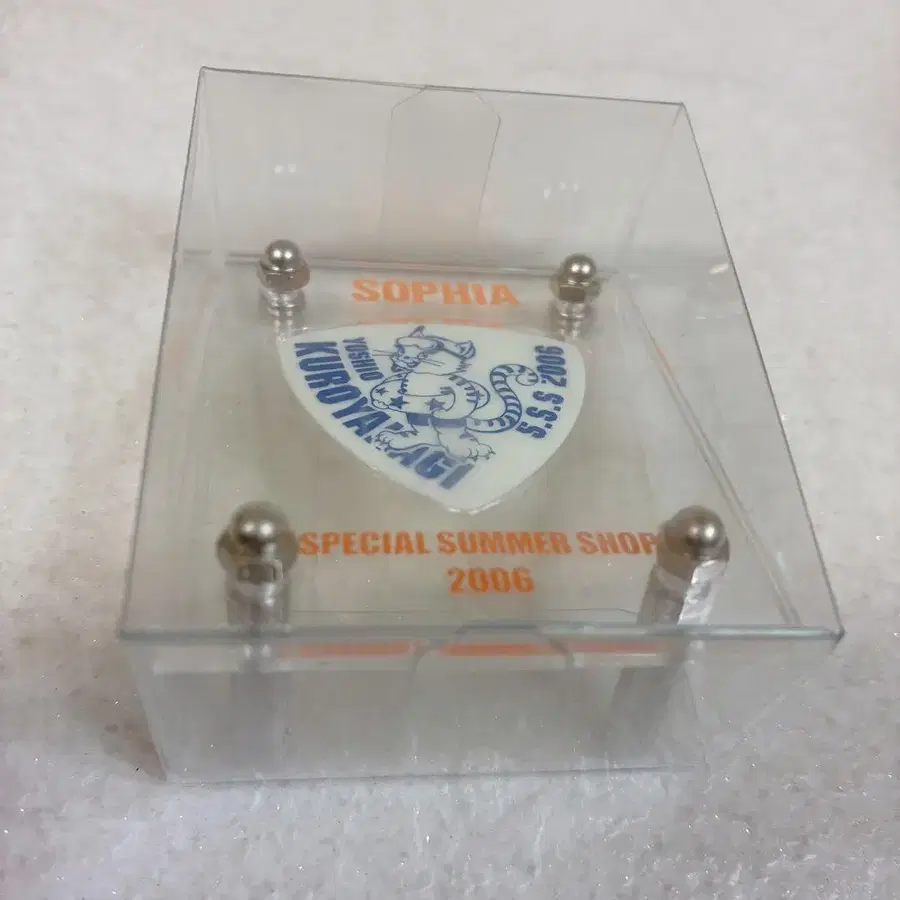 SOPHIA
YOSHIO
KUROYANAGI
S.S.S 2006
SPECIAL SUMMER SHOP
2006